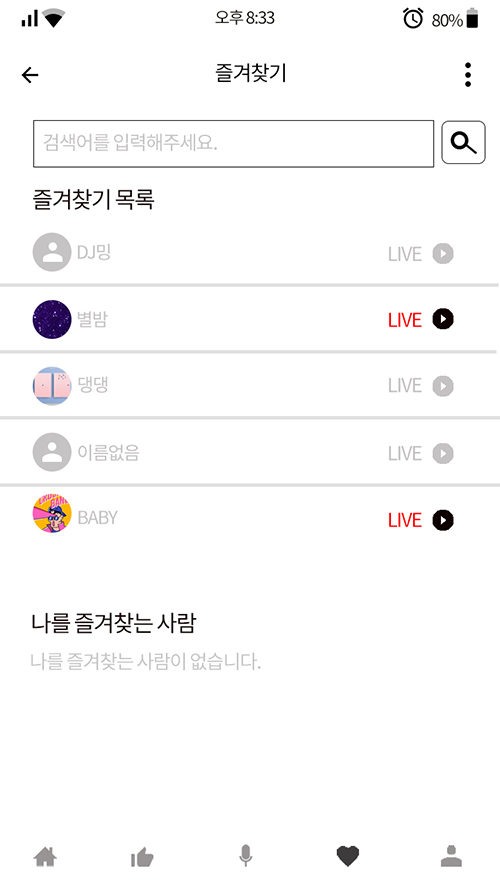 오후 8:33
80%
즐겨찾기
검색어를 입력해주세요.
즐겨찾기 목록
DJ밍 LIVE
별밤 LIVE
댕댕 LIVE
이름없음 LIVE
BABY LIVE
나를 즐겨찾는 사람
나를 즐겨찾는 사람이 없습니다.